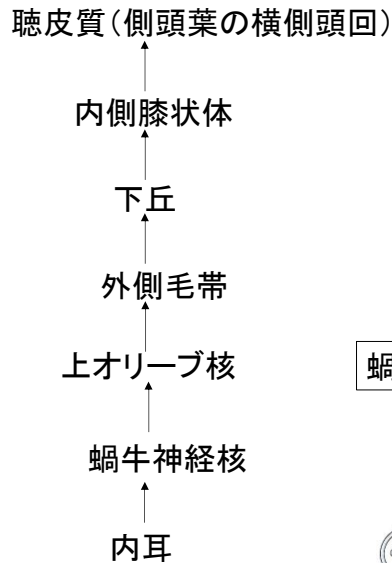 聴皮質(側頭葉の横側頭回)
内側膝状体
下丘
外側毛帯
上オリーブ核
蝸
蝸牛神経核
内耳